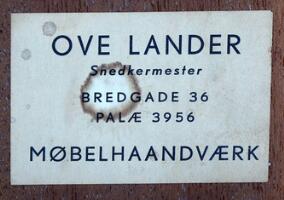 OVE LANDER
Snedkermester
BREDGADE 36
PALÆ 3956
MØBELHAANDVÆRK